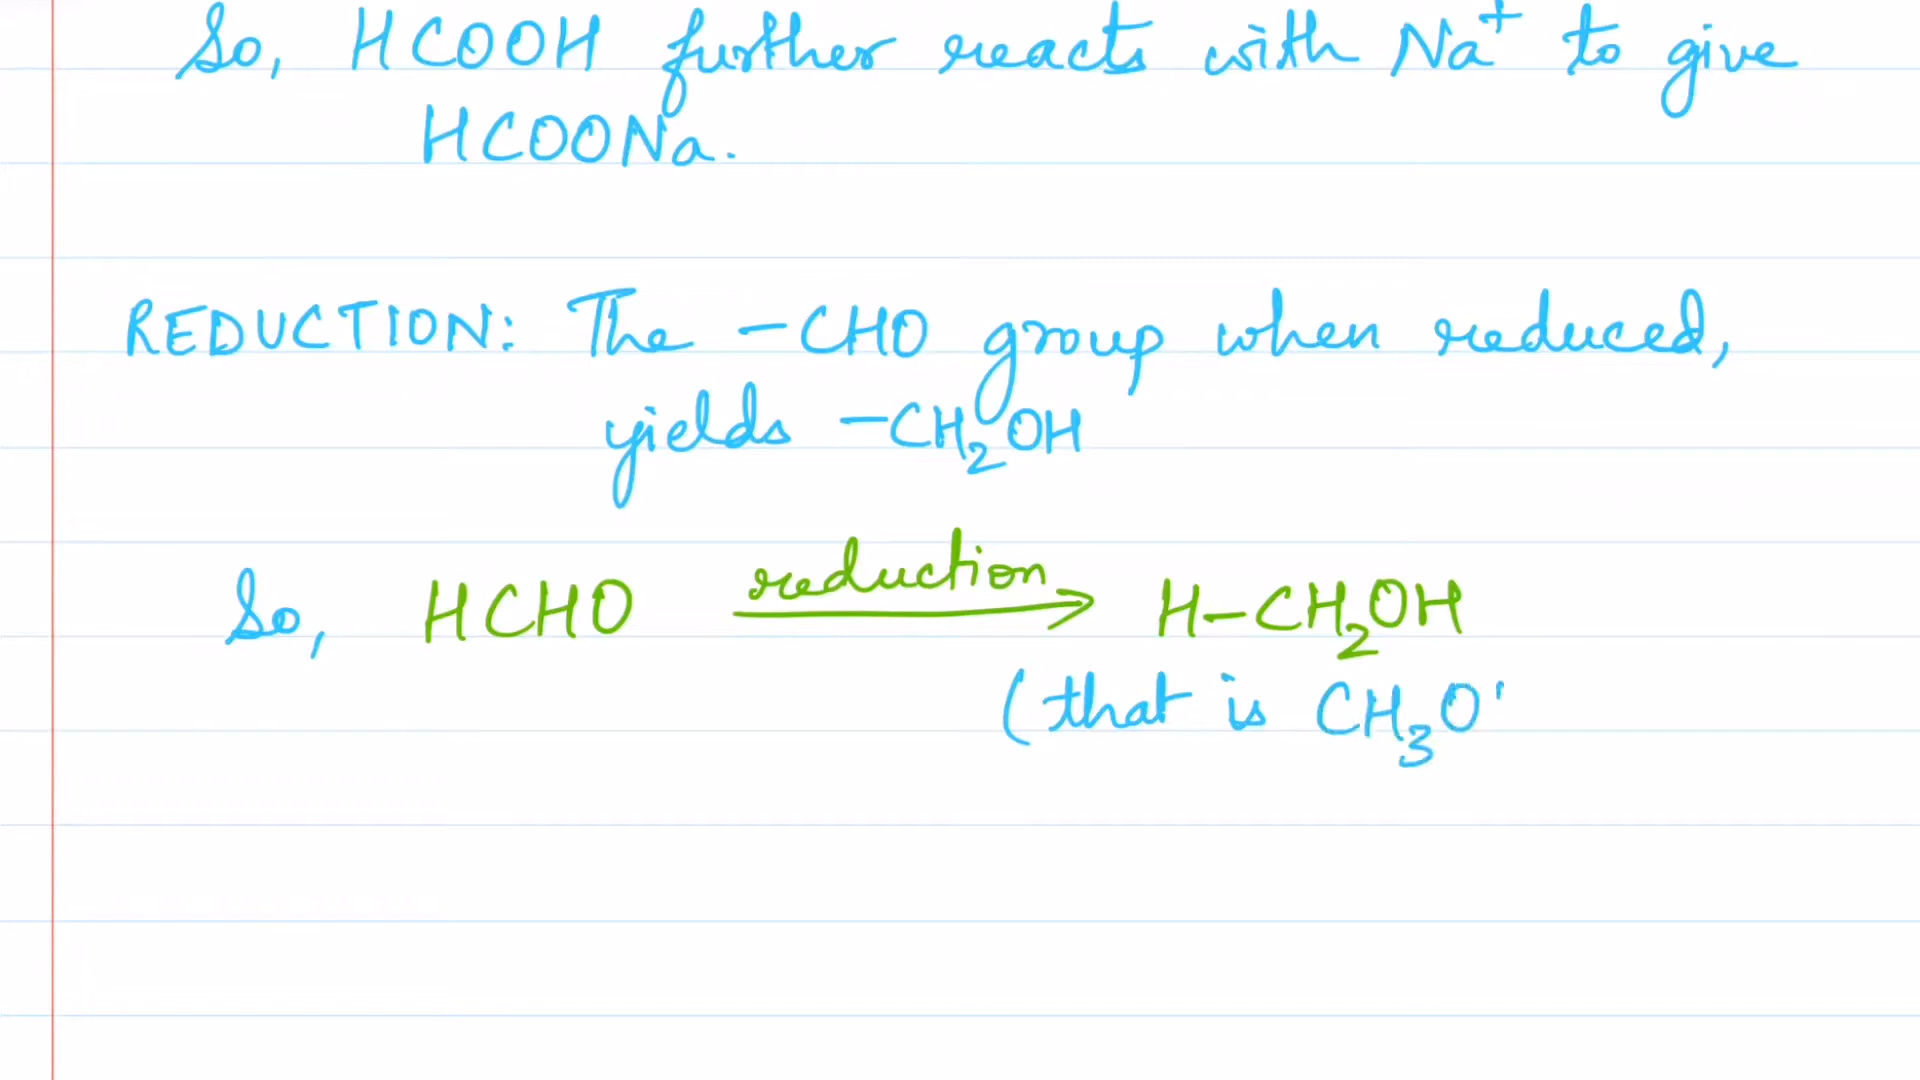 So, HCOOH further reacts with Na⁺ to give
HCOONa.
REDUCTION: The –CHO group when reduced,
yields –CH₂OH
So, HCHO reduction → H–CH₂OH
(that is CH₃O'